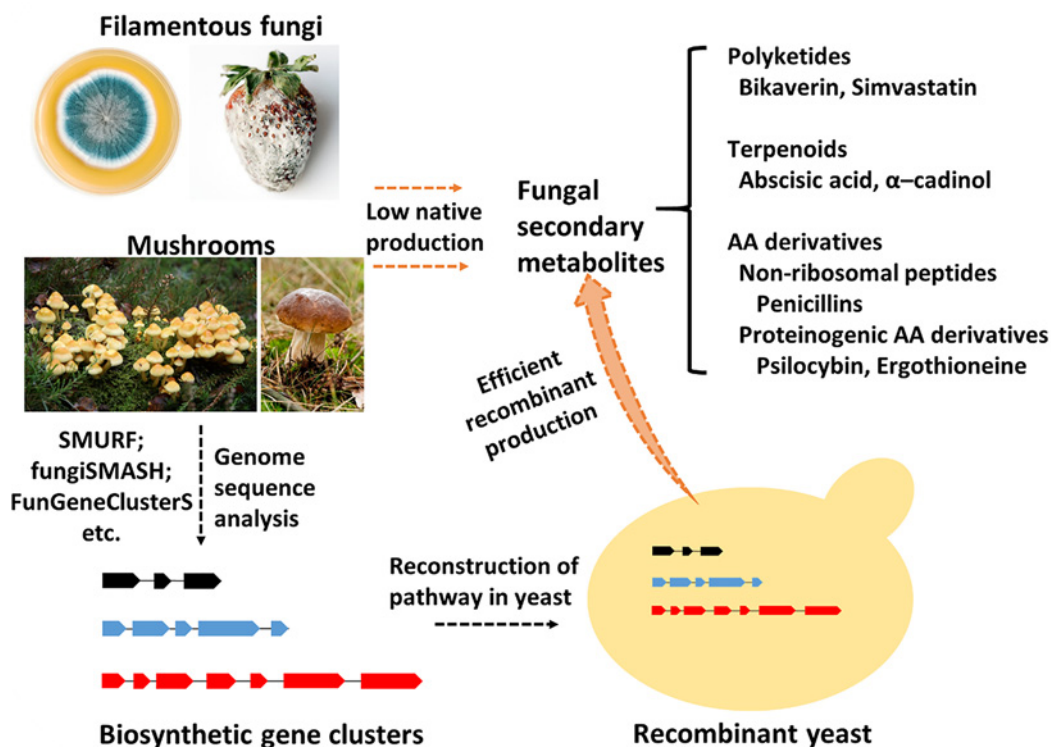 Filamentous fungi
Mushrooms
Low native
production
Fungal
secondary
metabolites
Polyketides
Bikaverin, Simvastatin
Terpenoids
Abscisic acid, α–cadinol
AA derivatives
Non-ribosomal peptides
Penicillins
Proteinogenic AA derivatives
Psilocybin, Ergothioneine
Efficient
recombinant
production
SMURF;
fungiSMASH;
FunGeneClusterS
etc.
Genome
sequence
analysis
Reconstruction of
pathway in yeast
Biosynthetic gene clusters
Recombinant yeast